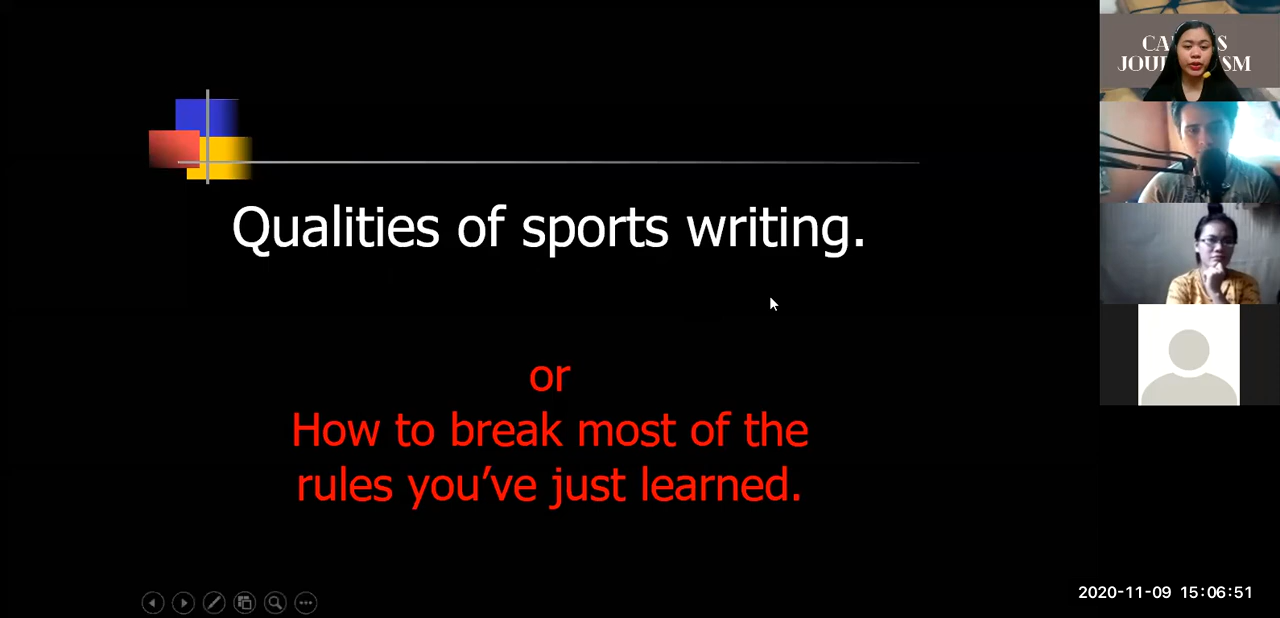 Qualities of sports writing.
or
How to break most of the
rules you've just learned.
2020-11-09 15:06:51